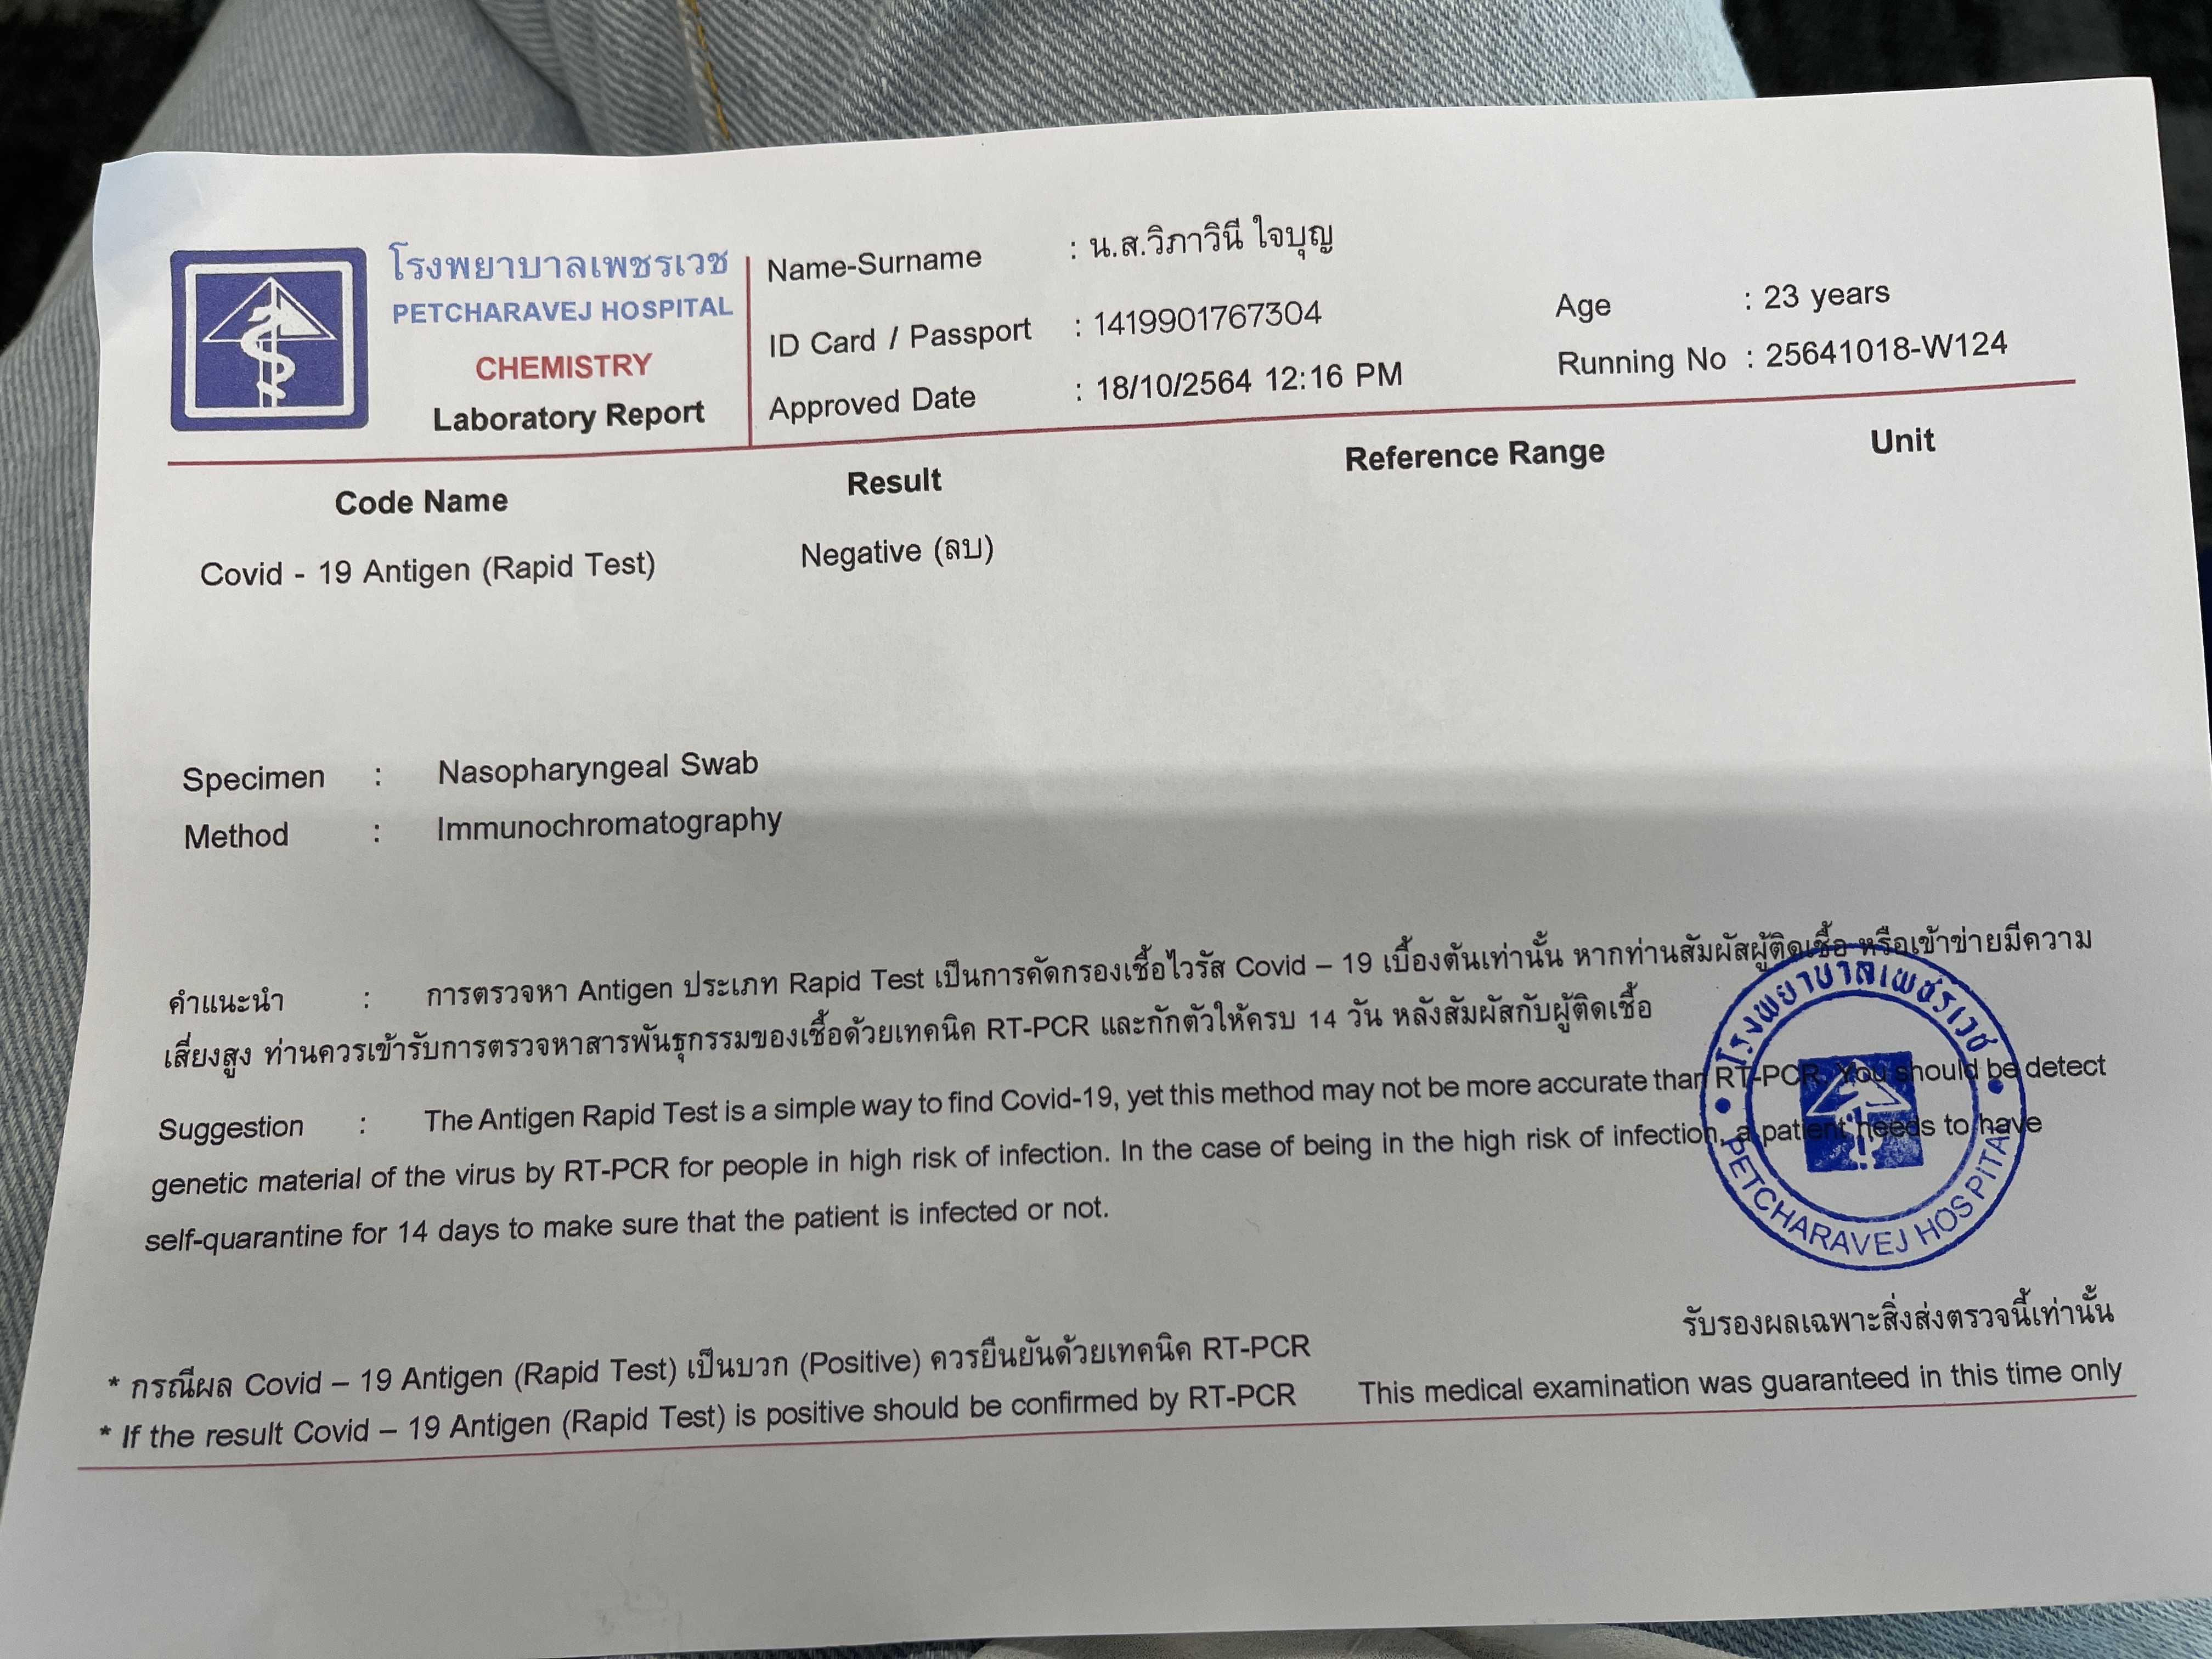 โรงพยาบาลเพชรเวช
PETCHARAVEJ HOSPITAL
CHEMISTRY
Laboratory Report
Name-Surname : น.ส.วิภาวินี ใจบุญ
ID Card / Passport : 1419901767304 Age : 23 years
Approved Date : 18/10/2564 12:16 PM Running No : 25641018-W124
Code Name Result Reference Range Unit
Covid - 19 Antigen (Rapid Test) Negative (ลบ)
Specimen : Nasopharyngeal Swab
Method : Immunochromatography
คำแนะนำ : การตรวจหา Antigen ประเภท Rapid Test เป็นการคัดกรองเชื้อไวรัส Covid – 19 เบื้องต้นเท่านั้น หากท่านสัมผัสผู้ติดเชื้อ หรือเข้าข่ายมีความ
เสี่ยงสูง ท่านควรเข้ารับการตรวจหาสารพันธุกรรมของเชื้อด้วยเทคนิค RT-PCR และกักตัวให้ครบ 14 วัน หลังสัมผัสกับผู้ติดเชื้อ
Suggestion : The Antigen Rapid Test is a simple way to find Covid-19, yet this method may not be more accurate than RT-PCR. You should be detect
genetic material of the virus by RT-PCR for people in high risk of infection. In the case of being in the high risk of infection, a patient needs to have
self-quarantine for 14 days to make sure that the patient is infected or not.
โรงพยาบาลเพชรเวช
PETCHARAVEJ HOSPITAL
รับรองผลเฉพาะสิ่งส่งตรวจนี้เท่านั้น
* กรณีผล Covid – 19 Antigen (Rapid Test) เป็นบวก (Positive) ควรยืนยันด้วยเทคนิค RT-PCR
* If the result Covid – 19 Antigen (Rapid Test) is positive should be confirmed by RT-PCR This medical examination was guaranteed in this time only